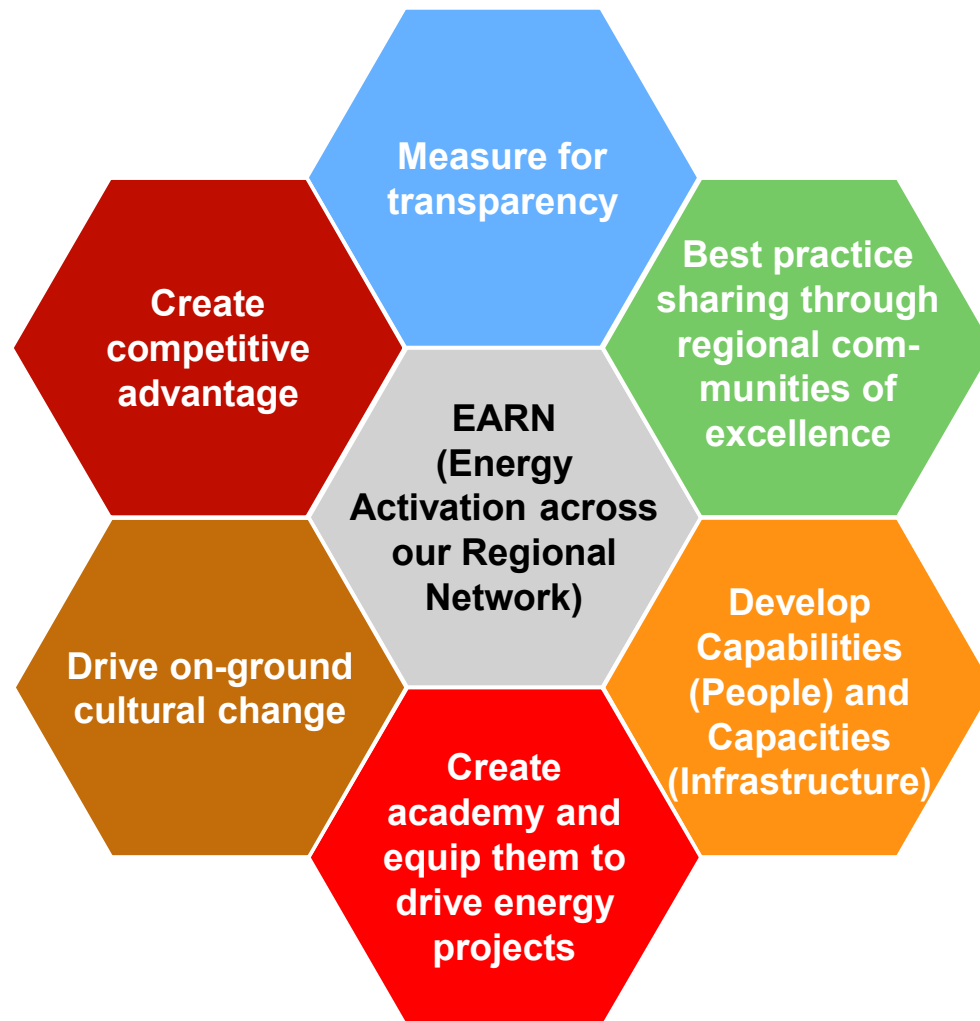 Measure for
transparency
Best practice
sharing through
regional com-
munities of
excellence
Create
competitive
advantage
EARN
(Energy
Activation across
our Regional
Network)
Develop
Capabilities
(People) and
Capacities
(Infrastructure)
Drive on-ground
cultural change
Create
academy and
equip them to
drive energy
projects